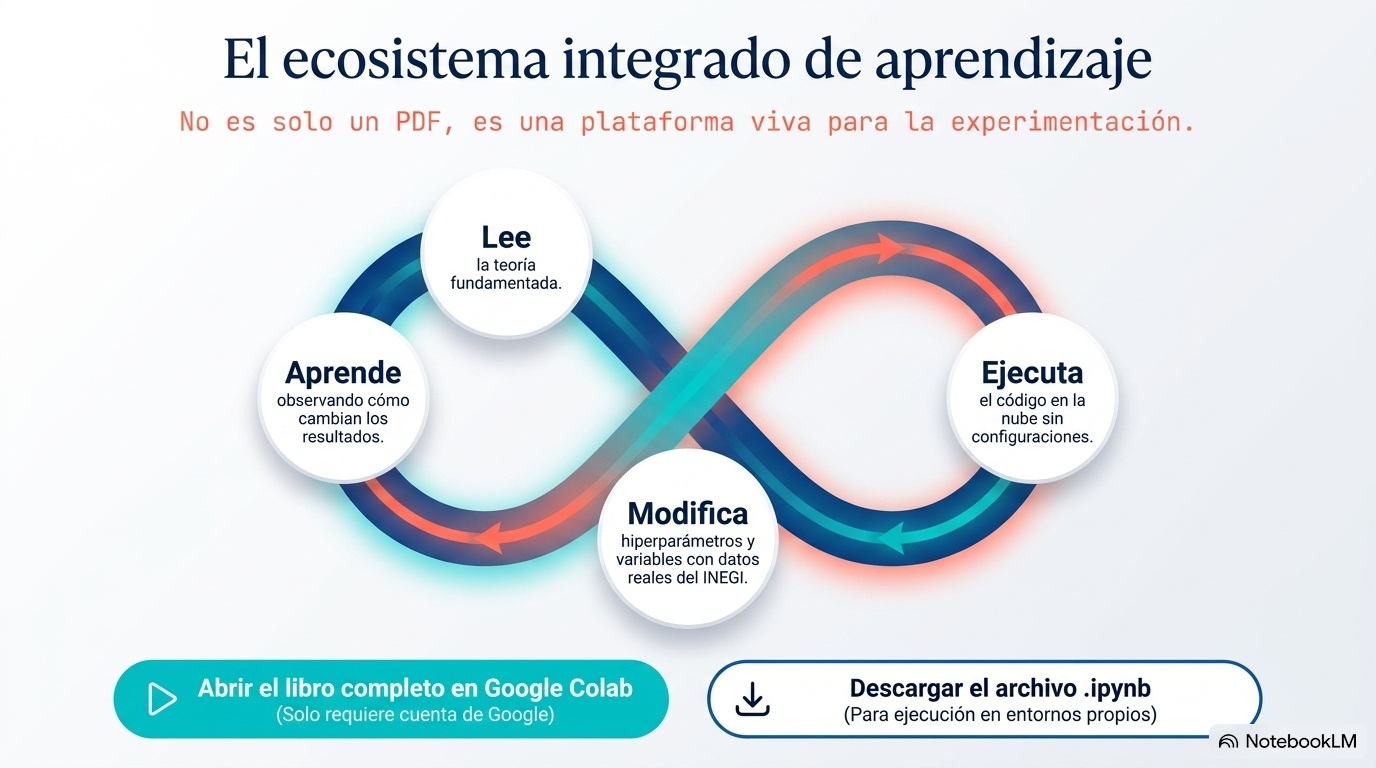 El ecosistema integrado de aprendizaje
No es solo un PDF, es una plataforma viva para la experimentación.
Lee
la teoría
fundamentada.
Aprende
observando cómo
cambian los
resultados.
Ejecuta
el código en la
nube sin
configuraciones.
Modifica
hiperparámetros y
variables con datos
reales del INEGI.
Abrir el libro completo en Google Colab
(Solo requiere cuenta de Google)
Descargar el archivo .ipynb
(Para ejecución en entornos propios)
NotebookLM